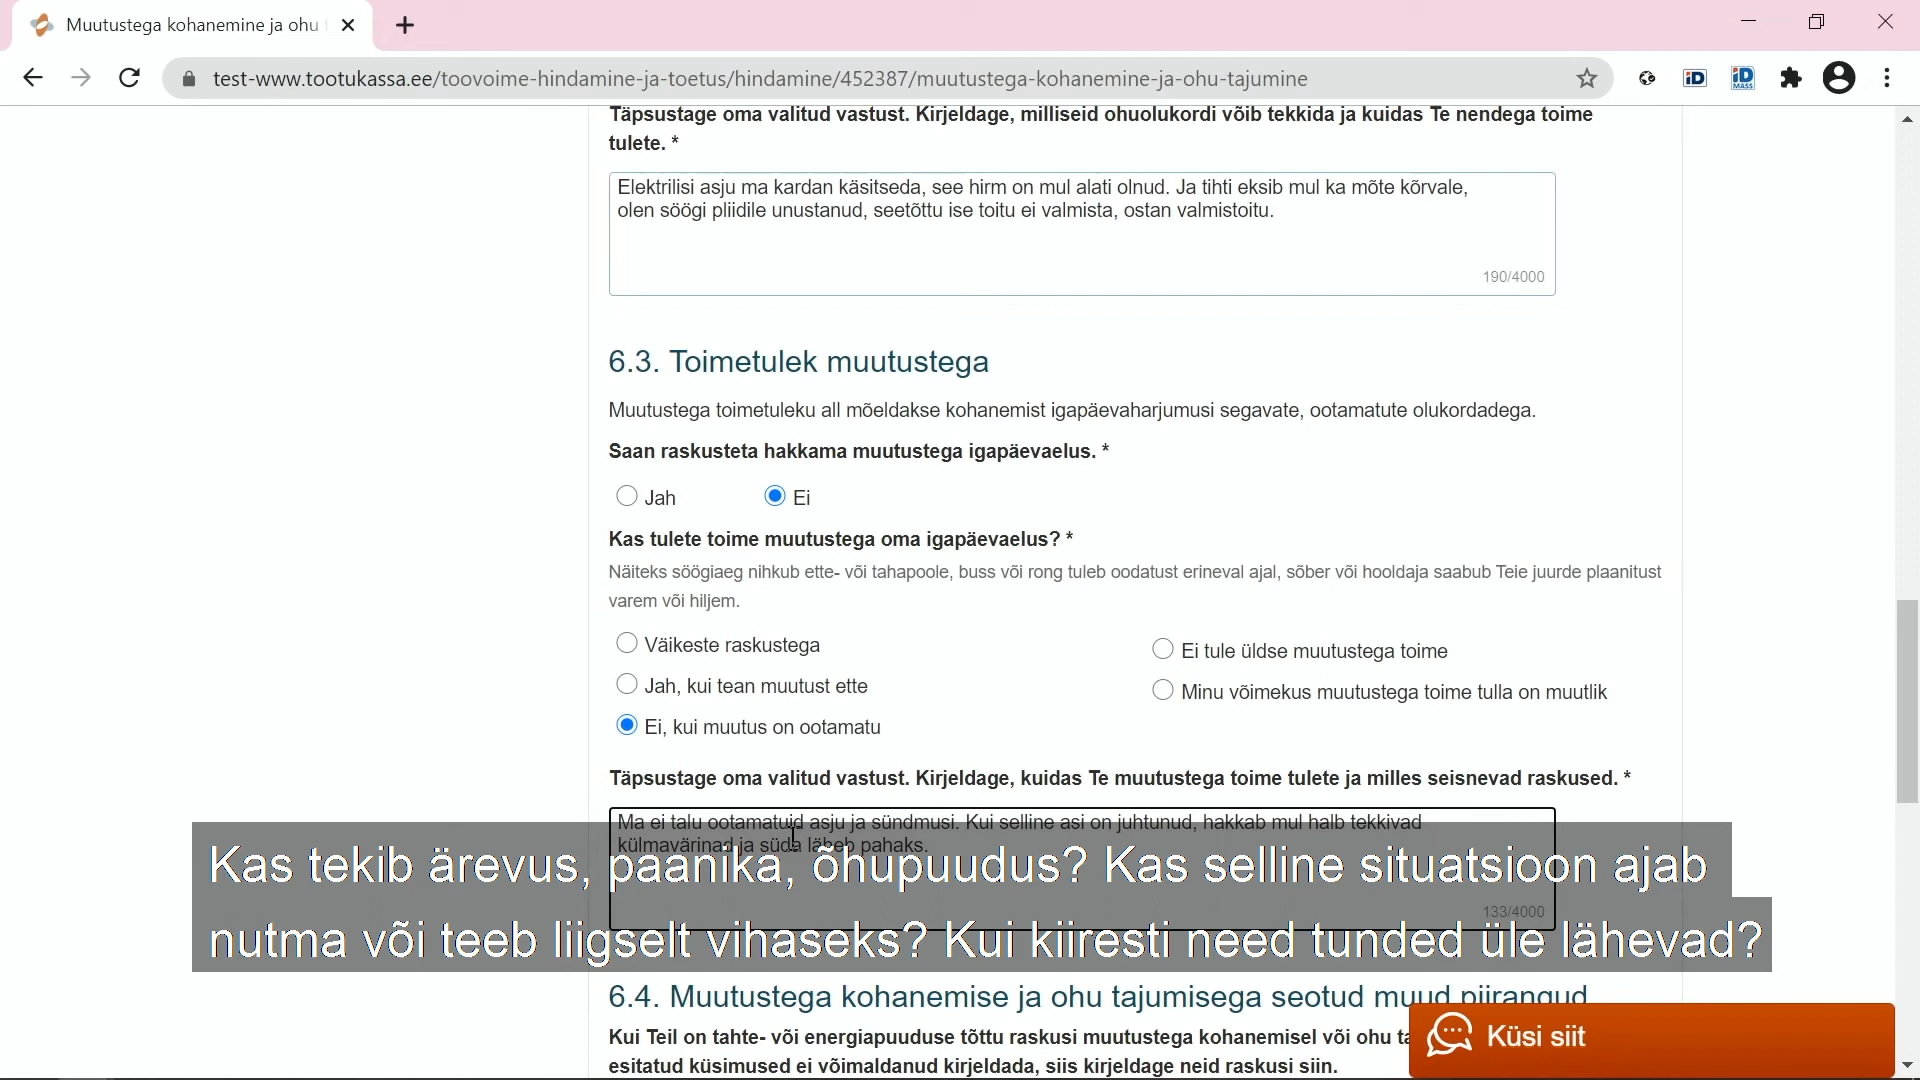 Muutustega kohanemine ja ohu
test-www.tootukassa.ee/toovoime-hindamine-ja-toetus/hindamine/452387/muutustega-kohanemine-ja-ohu-tajumine
iD
iD
MASS
Täpsustage oma valitud vastust. Kirjeldage, milliseid ohuolukordi võib tekkida ja kuidas Te nendega toime
tulete. *
Elektrilisi asju ma kardan käsitseda, see hirm on mul alati olnud. Ja tihti eksib mul ka mõte kõrvale,
olen söögi pliidile unustanud, seetõttu ise toitu ei valmista, ostan valmistoitu.
190/4000
6.3. Toimetulek muutustega
Muutustega toimetuleku all mõeldakse kohanemist igapäevaharjumusi segavate, ootamatute olukordadega.
Saan raskusteta hakkama muutustega igapäevaelus. *
Jah Ei
Kas tulete toime muutustega oma igapäevaelus? *
Näiteks söögiaeg nihkub ette- või tahapoole, buss või rong tuleb oodatust erineval ajal, sõber või hooldaja saabub Teie juurde plaanitust
varem või hiljem.
Väikeste raskustega
Jah, kui tean muutust ette
Ei, kui muutus on ootamatu
Ei tule üldse muutustega toime
Minu võimekus muutustega toime tulla on muutlik
Täpsustage oma valitud vastust. Kirjeldage, kuidas Te muutustega toime tulete ja milles seisnevad raskused. *
Ma ei talu ootamatuid asju ja sündmusi. Kui selline asi on juhtunud, hakkab mul halb tekkivad
külmavärinad ja süda läheb pahaks.
133/4000
Kas tekib ärevus, paanika, õhupuudus? Kas selline situatsioon ajab
nutma või teeb liigselt vihaseks? Kui kiiresti need tunded üle lähevad?
6.4. Muutustega kohanemise ja ohu tajumisega seotud muud piirangud
Kui Teil on tahte- või energiapuuduse tõttu raskusi muutustega kohanemisel või ohu
esitatud küsimused ei võimaldanud kirjeldada, siis kirjeldage neid raskusi siin.
Küsi siit